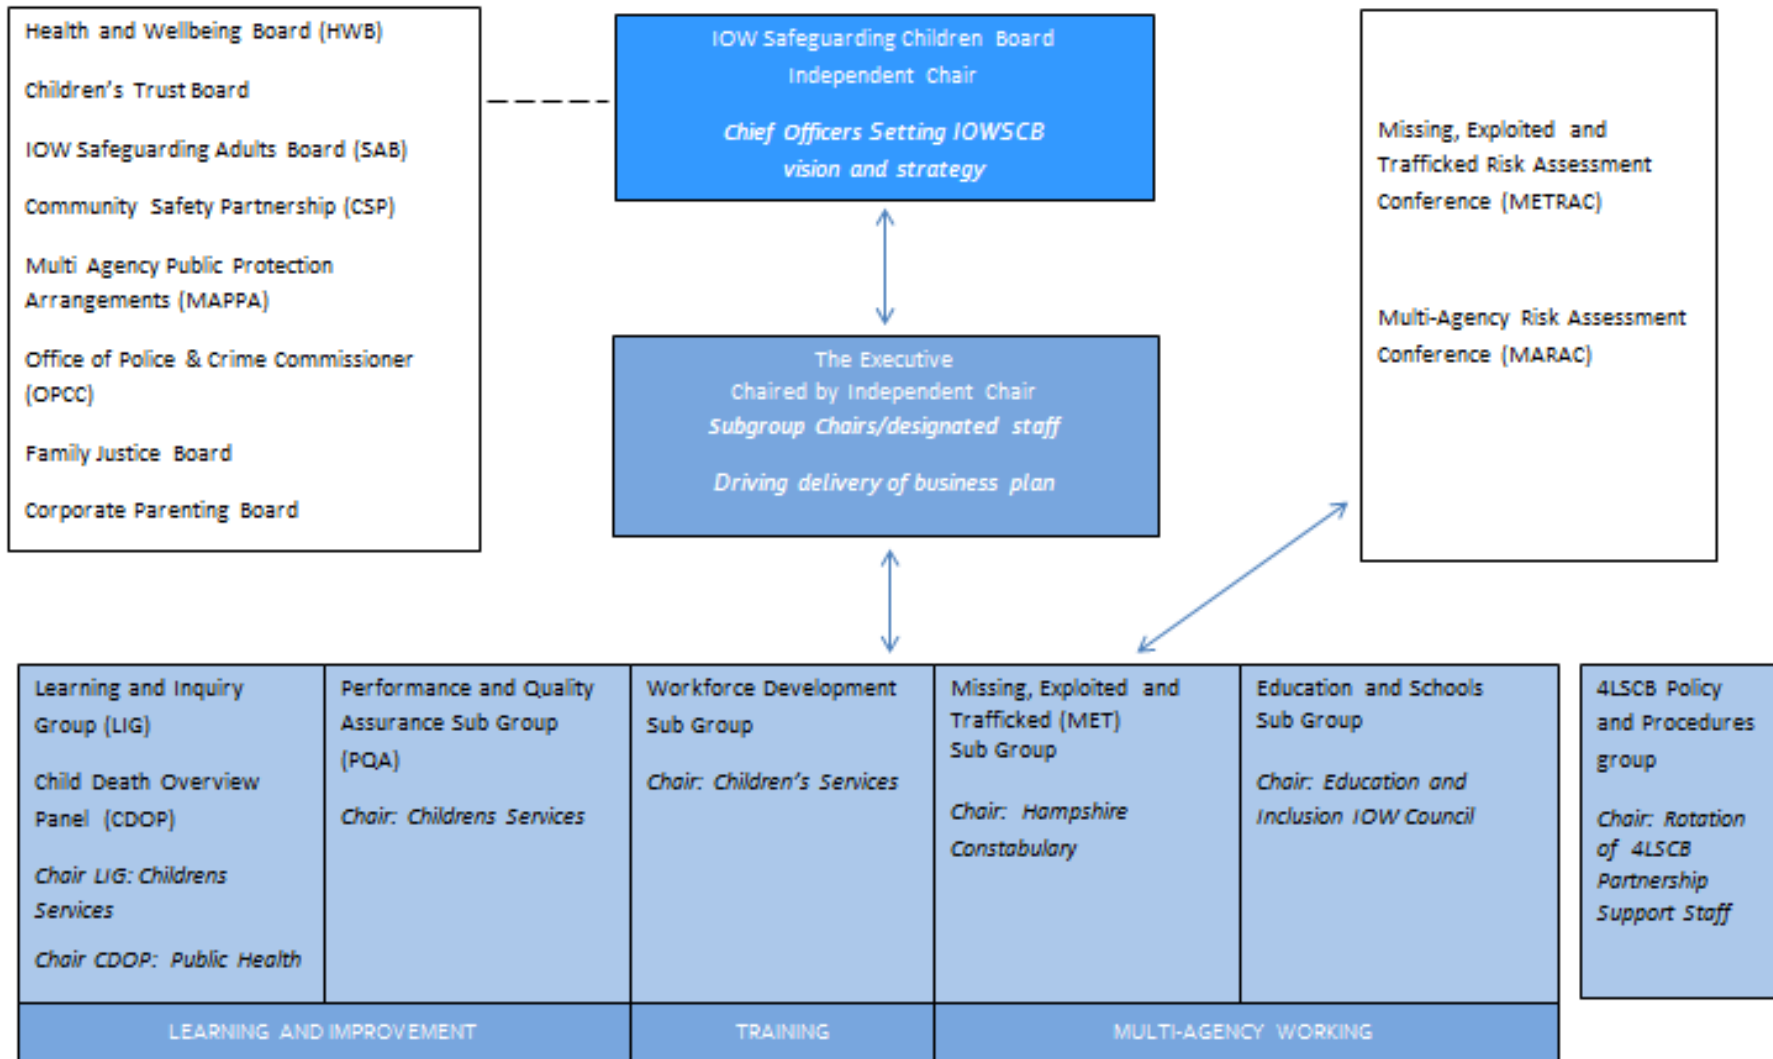 Health and Wellbeing Board (HWB)
Children's Trust Board
IOW Safeguarding Adults Board (SAB)
Community Safety Partnership (CSP)
Multi Agency Public Protection
Arrangements (MAPPA)
Office of Police & Crime Commissioner
(OPCC)
Family Justice Board
Corporate Parenting Board
IOW Safeguarding Children Board
Independent Chair
Chief Officers Setting IOWSCB
vision and strategy
Missing, Exploited and
Trafficked Risk Assessment
Conference (METRAC)
Multi-Agency Risk Assessment
Conference (MARAC)
The Executive
Chaired by Independent Chair
Subgroup Chairs/designated staff
Driving delivery of business plan
Learning and Inquiry
Group (LIG)
Child Death Overview
Panel (CDOP)
Chair LIG: Childrens
Services
Chair CDOP: Public Health
Performance and Quality
Assurance Sub Group
(PQA)
Chair: Childrens Services
Workforce Development
Sub Group
Chair: Children's Services
Missing, Exploited and
Trafficked (MET)
Sub Group
Chair: Hampshire
Constabulary
Education and Schools
Sub Group
Chair: Education and
Inclusion IOW Council
4LSCB Policy
and Procedures
group
Chair: Rotation
of 4LSCB
Partnership
Support Staff
LEARNING AND IMPROVEMENT
TRAINING
MULTI-AGENCY WORKING